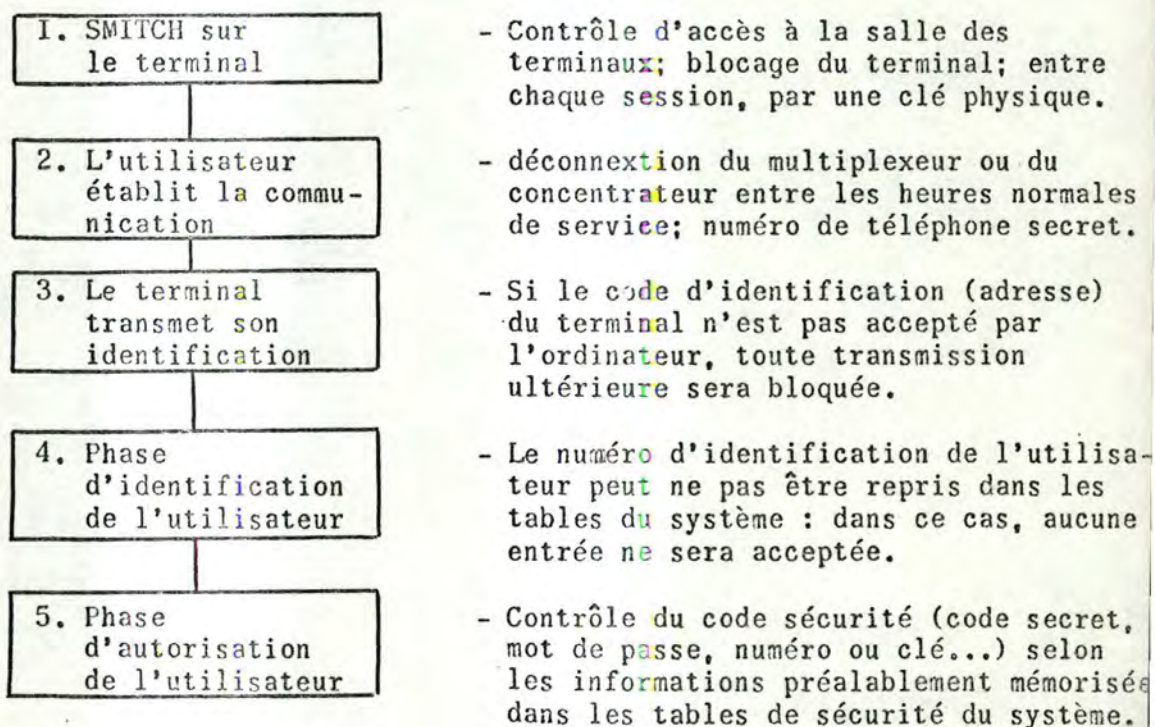 I. SMITCH sur
le terminal
- Contrôle d'accès à la salle des
terminaux; blocage du terminal; entre
chaque session, par une clé physique.
2. L'utilisateur
établit la commu-
nication
- déconnextion du multiplexeur ou du
concentrateur entre les heures normales
de service; numéro de téléphone secret.
3. Le terminal
transmet son
identification
- Si le code d'identification (adresse)
du terminal n'est pas accepté par
l'ordinateur, toute transmission
ultérieure sera bloquée.
4. Phase
d'identification
de l'utilisateur
- Le numéro d'identification de l'utilisa-
teur peut ne pas être repris dans les
tables du système : dans ce cas, aucune
entrée ne sera acceptée.
5. Phase
d'autorisation
de l'utilisateur
- Contrôle du code sécurité (code secret,
mot de passe, numéro ou clé...) selon
les informations préalablement mémorisée
dans les tables de sécurité du système.